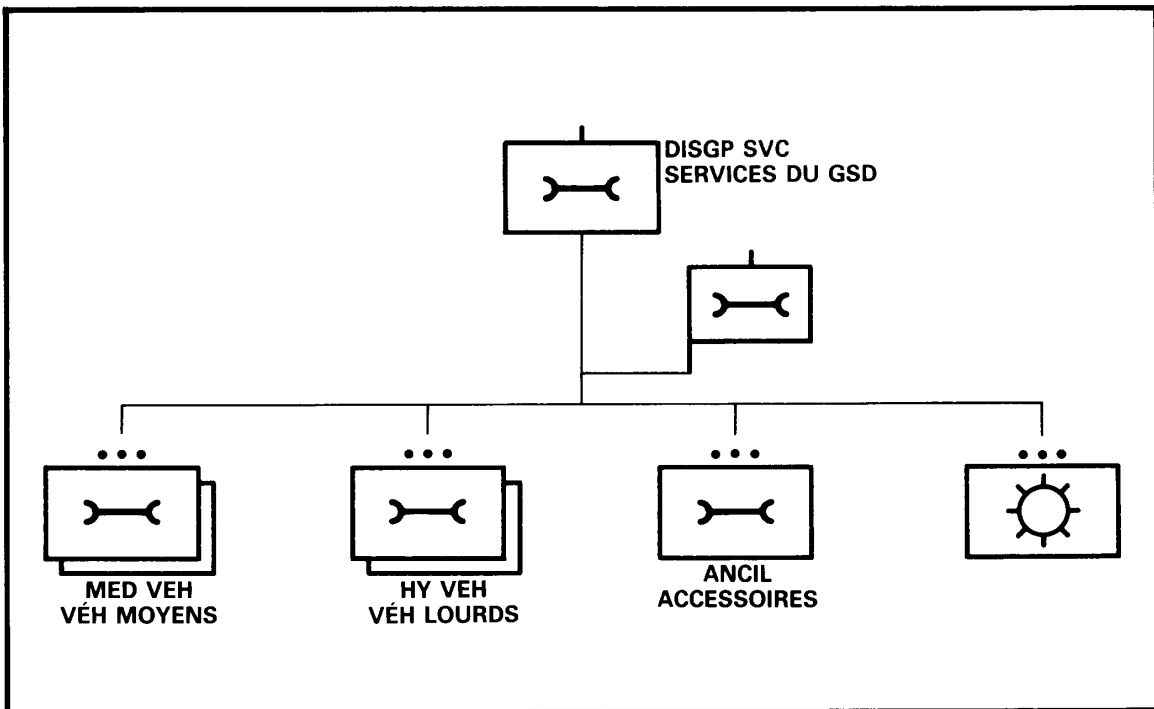 DISGP SVC
SERVICES DU GSD
MED VEH
VÉH MOYENS
HY VEH
VÉH LOURDS
ANCIL
ACCESSOIRES